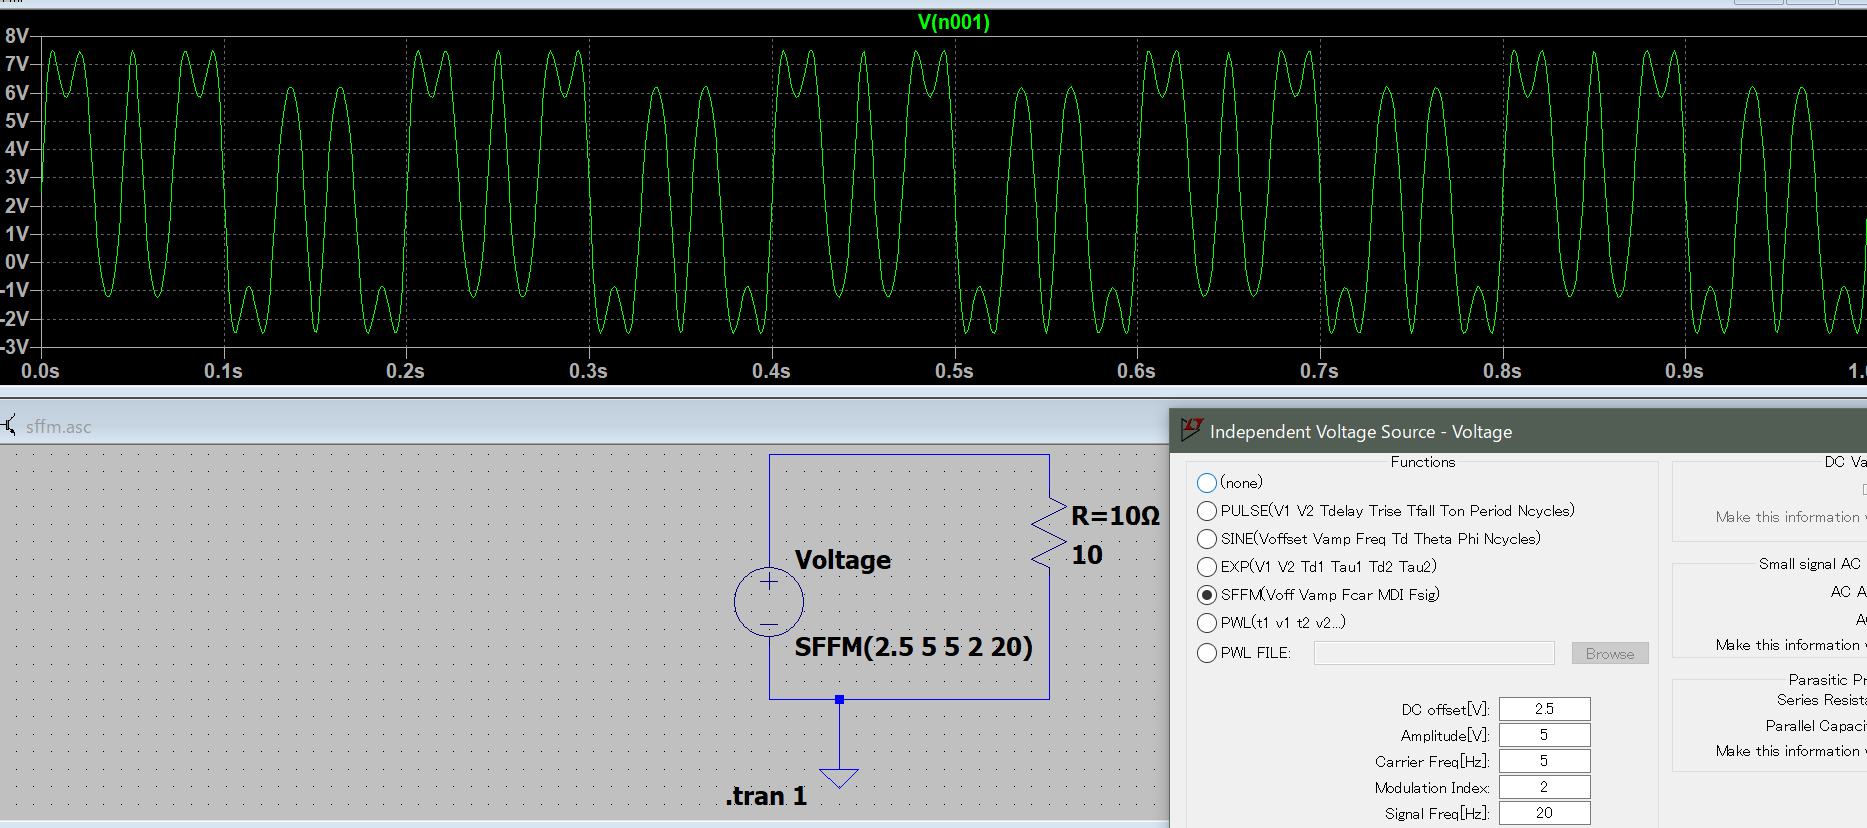 V(n001)
8V
7V
6V
5V
4V
3V
2V
1V
0V
-1V
-2V
-3V
0.0s 0.1s 0.2s 0.3s 0.4s 0.5s 0.6s 0.7s 0.8s 0.9s 1.0
sffm.asc
R=10Ω
10
Voltage
SFFM(2.5 5 5 2 20)
.tran 1
Independent Voltage Source - Voltage
Functions
(none)
PULSE(V1 V2 Tdelay Trise Tfall Ton Period Ncycles)
SINE(Voffset Vamp Freq Td Theta Phi Ncycles)
EXP(V1 V2 Td1 Tau1 Td2 Tau2)
SFFM(Voff Vamp Fcar MDI Fsig)
PWL(t1 v1 t2 v2...)
PWL FILE: Browse
DC offset[V]: 2.5
Amplitude[V]: 5
Carrier Freq[Hz]: 5
Modulation Index: 2
Signal Freq[Hz]: 20
DC Va
Make this information
Small signal AC
AC A
Make this information
Parasitic Pr
Series Resista
Parallel Capaci
Make this information